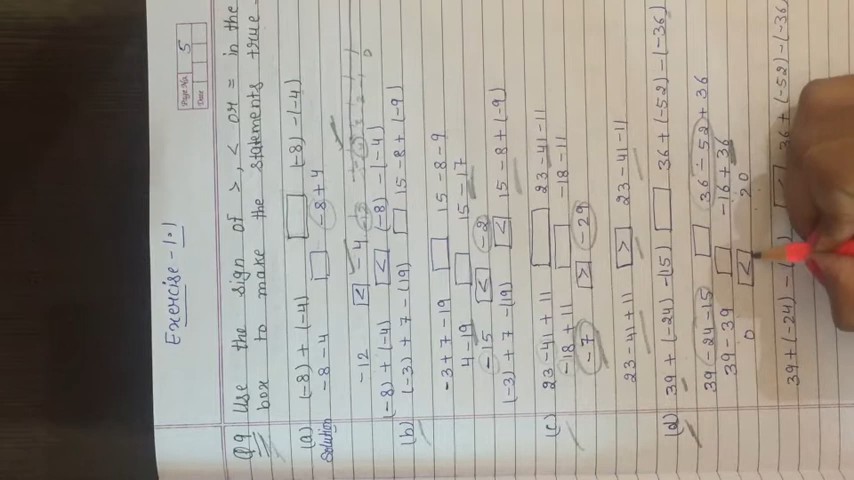 Page No. 5
Date
Exercise - 1.1
Q9 Use the sign of >, < or = in the
box to make the statements true.
(a) (-8) + (-4) □ (-8) - (-4)
Solution -8 - 4 □ -8 + 4
-12 < -4
(-8) + (-4) < (-8) - (-4)
(b) (-3) + 7 - (19) □ 15 - 8 + (-9)
-3 + 7 - 19 □ 15 - 8 - 9
4 - 19 □ 15 - 17
-15 < -2
(-3) + 7 - (19) < 15 - 8 + (-9)
(c) 23 - 41 + 11 □ 23 - 41 - 11
-18 + 11 □ -18 - 11
-7 > -29
23 - 41 + 11 > 23 - 41 - 11
(d) 39 + (-24) - (15) □ 36 + (-52) - (-36)
39 - 24 - 15 □ 36 - 52 + 36
39 - 39 □ -16 + 36
0 < 20
39 + (-24) - ( ) < 36 + (-52) - (-36)